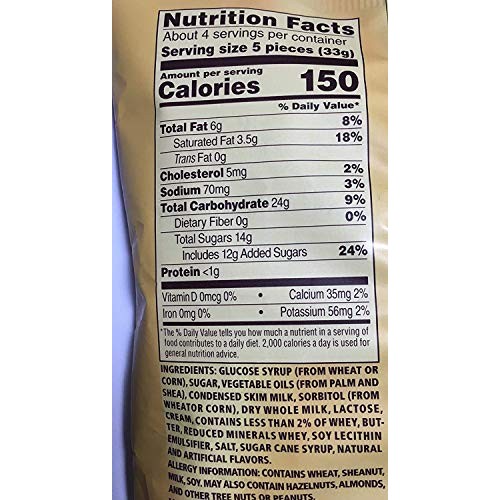 Nutrition Facts
About 4 servings per container
Serving size 5 pieces (33g)
Amount per serving
Calories 150
% Daily Value*
Total Fat 6g 8%
Saturated Fat 3.5g 18%
Trans Fat 0g
Cholesterol 5mg 2%
Sodium 70mg 3%
Total Carbohydrate 24g 9%
Dietary Fiber 0g 0%
Total Sugars 14g
Includes 12g Added Sugars 24%
Protein <1g
Vitamin D 0mcg 0% • Calcium 35mg 2%
Iron 0mg 0% • Potassium 56mg 2%
*The % Daily Value tells you how much a nutrient in a serving of
food contributes to a daily diet. 2,000 calories a day is used for
general nutrition advice.
INGREDIENTS: GLUCOSE SYRUP (FROM WHEAT OR
CORN), SUGAR, VEGETABLE OILS (FROM PALM AND
SHEA), CONDENSED SKIM MILK, SORBITOL (FROM
WHEAT OR CORN), DRY WHOLE MILK, LACTOSE,
CREAM, CONTAINS LESS THAN 2% OF WHEY, BUT-
TER, REDUCED MINERALS WHEY, SOY LECITHIN
EMULSIFIER, SALT, SUGAR CANE SYRUP, NATURAL
AND ARTIFICIAL FLAVORS.
ALLERGY INFORMATION: CONTAINS WHEAT, SHEANUT,
MILK, SOY. MAY ALSO CONTAIN HAZELNUTS, ALMONDS,
AND OTHER TREE NUTS OR PEANUTS.